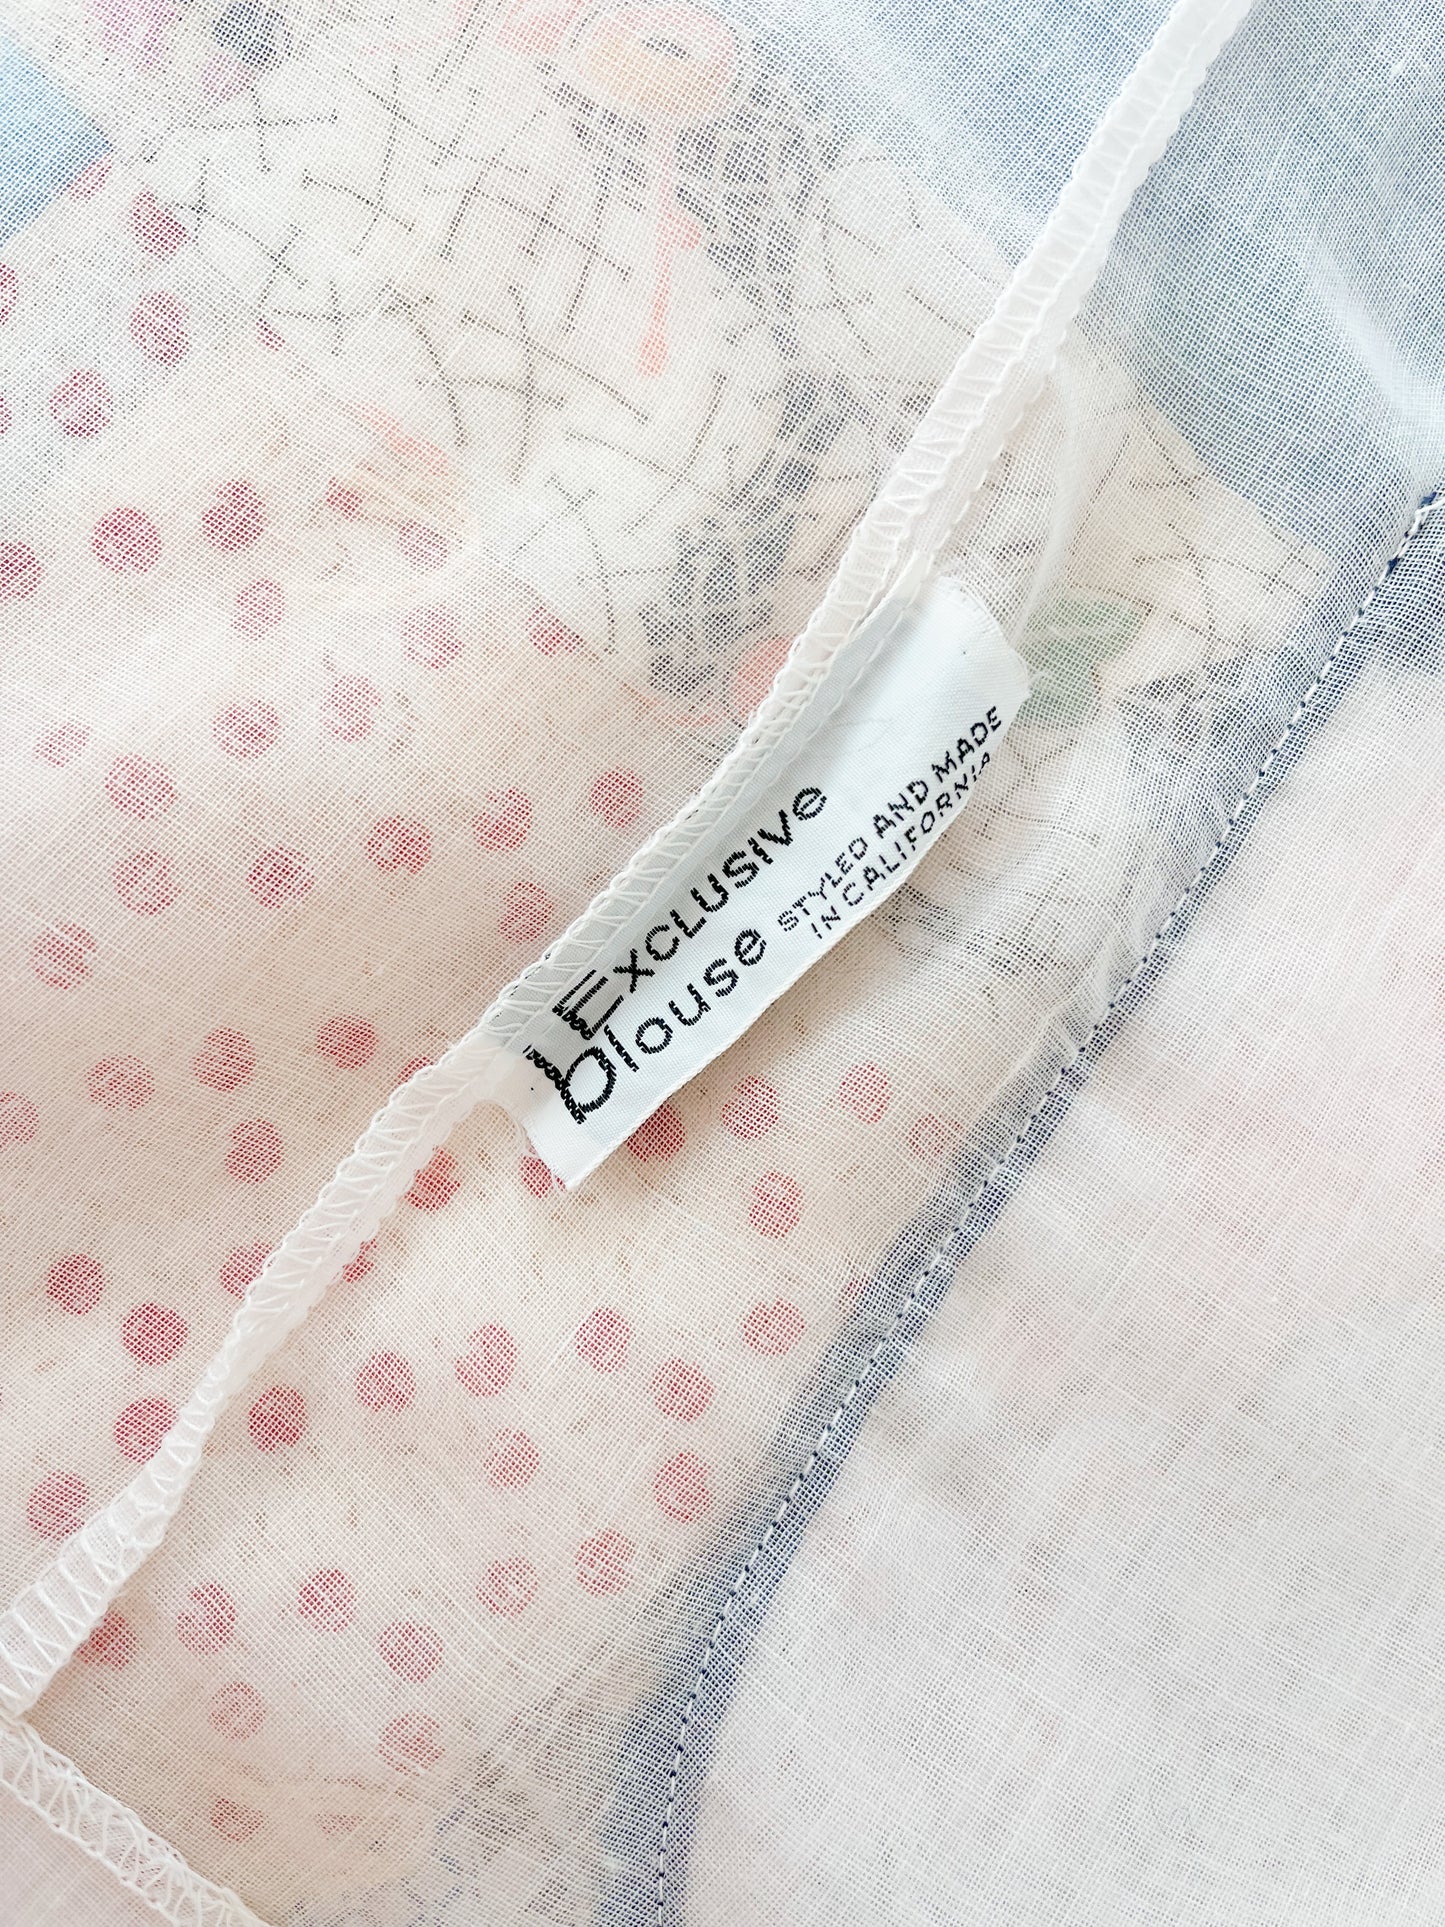 Exclusive
blouse
STYLED AND MADE
IN CALIFORNIA